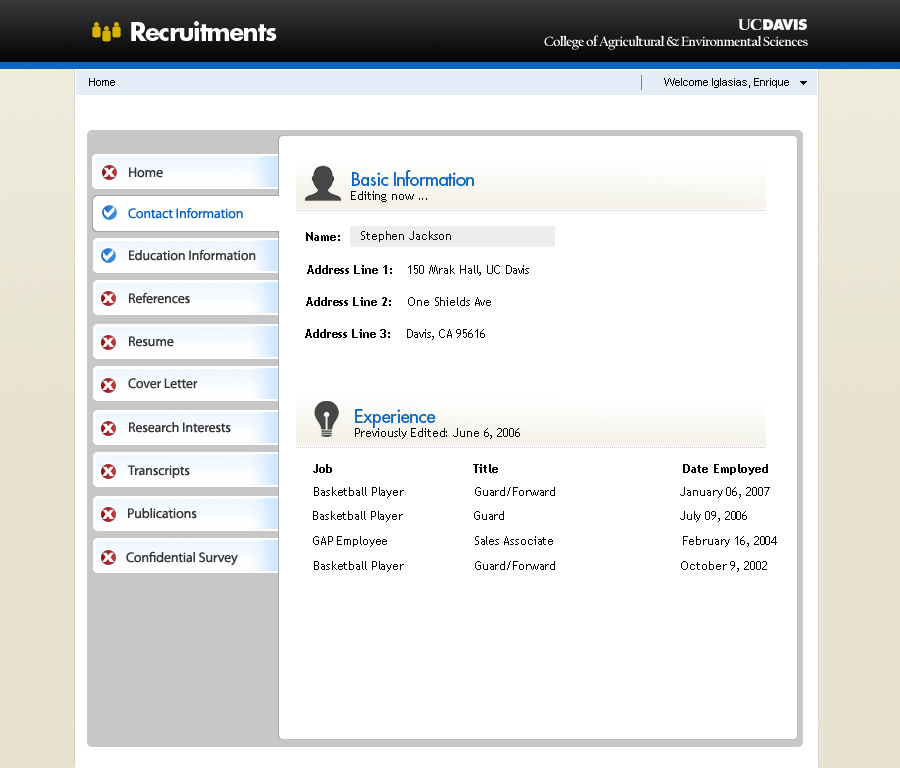 Recruitments
UCDAVIS
College of Agricultural & Environmental Sciences
Home
Welcome Iglasias, Enrique
Home
Contact Information
Education Information
References
Resume
Cover Letter
Research Interests
Transcripts
Publications
Confidential Survey
Basic Information
Editing now ...
Name: Stephen Jackson
Address Line 1: 150 Mrak Hall, UC Davis
Address Line 2: One Shields Ave
Address Line 3: Davis, CA 95616
Experience
Previously Edited: June 6, 2006
Job Title Date Employed
Basketball Player Guard/Forward January 06, 2007
Basketball Player Guard July 09, 2006
GAP Employee Sales Associate February 16, 2004
Basketball Player Guard/Forward October 9, 2002